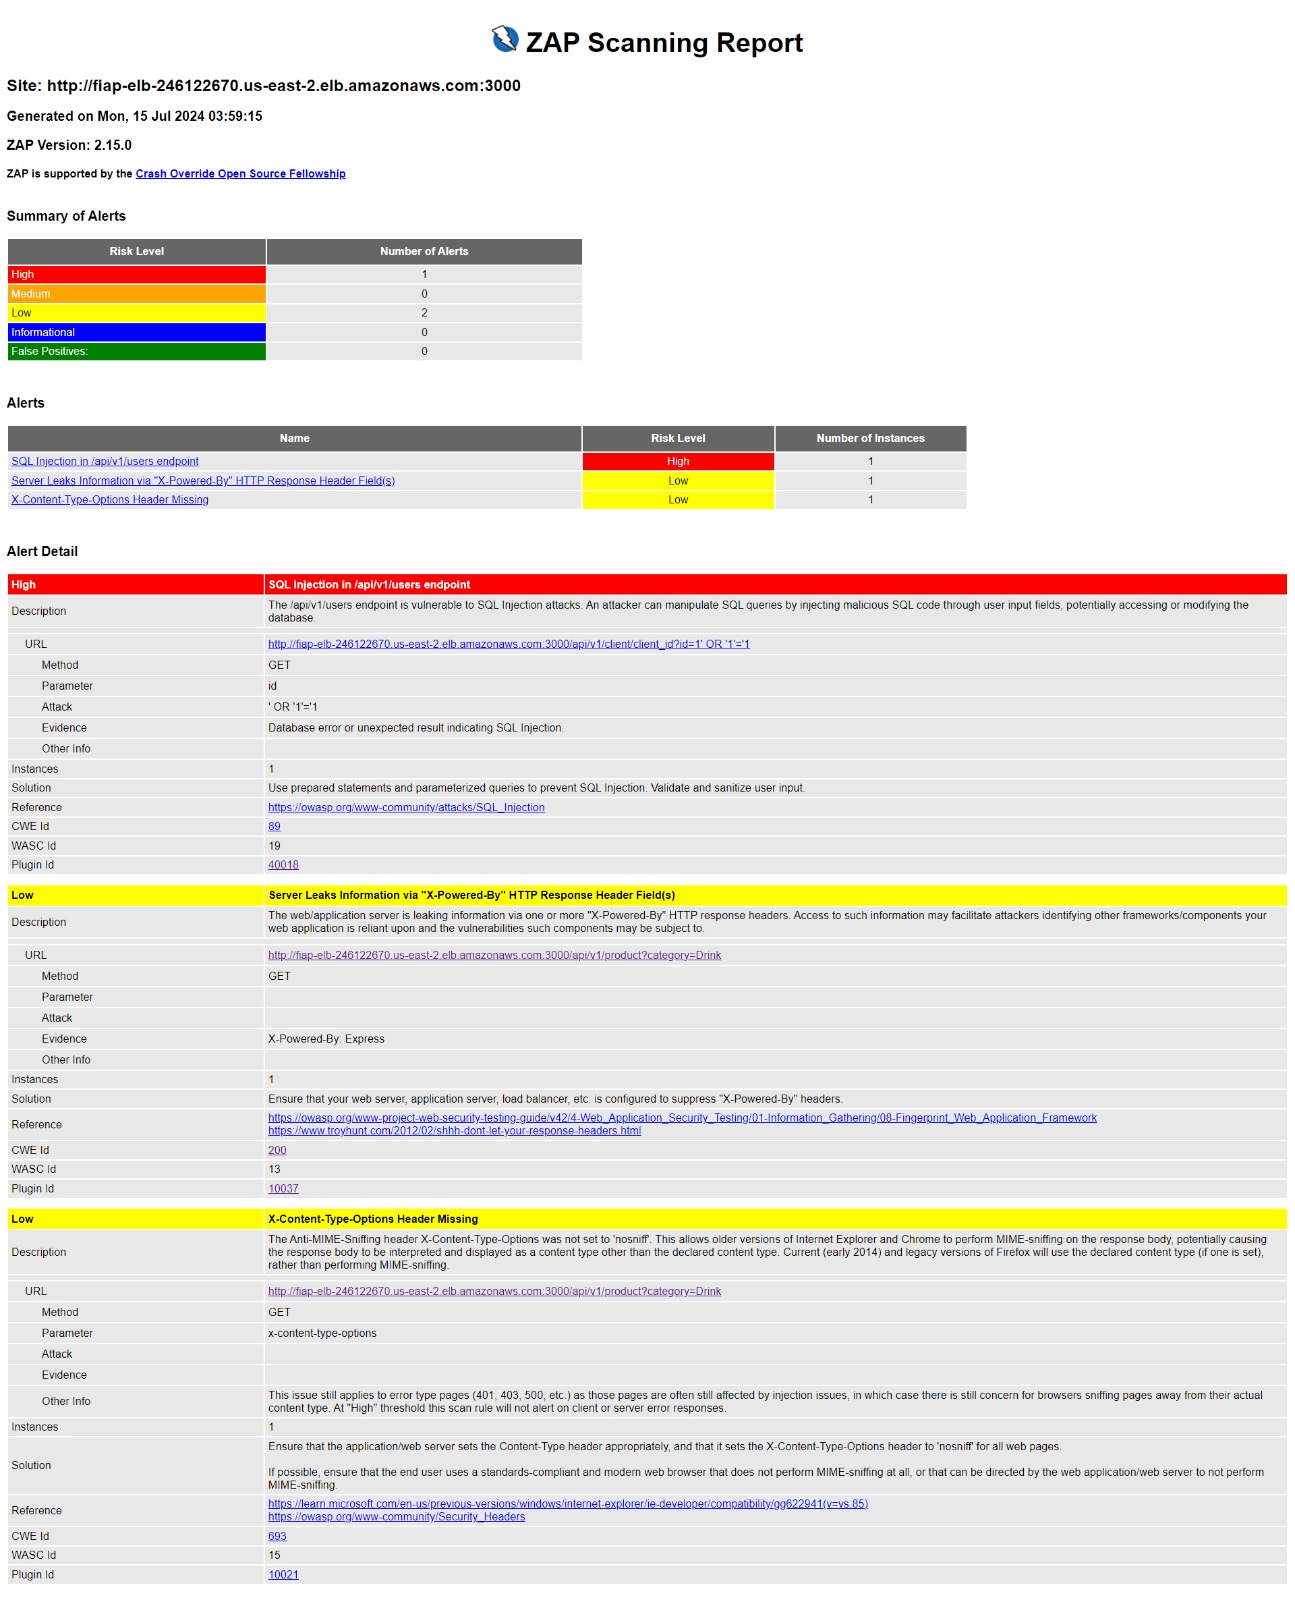 ZAP Scanning Report
Site: http://fiap-elb-246122670.us-east-2.elb.amazonaws.com:3000
Generated on Mon, 15 Jul 2024 03:59:15
ZAP Version: 2.15.0
ZAP is supported by the Crash Override Open Source Fellowship
Summary of Alerts
Risk Level Number of Alerts
High 1
Medium 0
Low 2
Informational 0
False Positives: 0
Alerts
Name Risk Level Number of Instances
SQL Injection in /api/v1/users endpoint High 1
Server Leaks Information via "X-Powered-By" HTTP Response Header Field(s) Low 1
X-Content-Type-Options Header Missing Low 1
Alert Detail
High SQL Injection in /api/v1/users endpoint
Description The /api/v1/users endpoint is vulnerable to SQL Injection attacks. An attacker can manipulate SQL queries by injecting malicious SQL code through user input fields, potentially accessing or modifying the
database.
URL http://fiap-elb-246122670.us-east-2.elb.amazonaws.com:3000/api/v1/client/client_id?id=1' OR '1'='1
Method GET
Parameter id
Attack ' OR '1'='1
Evidence Database error or unexpected result indicating SQL Injection.
Other Info
Instances 1
Solution Use prepared statements and parameterized queries to prevent SQL Injection. Validate and sanitize user input.
Reference https://owasp.org/www-community/attacks/SQL_Injection
CWE Id 89
WASC Id 19
Plugin Id 40018
Low Server Leaks Information via "X-Powered-By" HTTP Response Header Field(s)
Description The web/application server is leaking information via one or more "X-Powered-By" HTTP response headers. Access to such information may facilitate attackers identifying other frameworks/components your
web application is reliant upon and the vulnerabilities such components may be subject to.
URL http://fiap-elb-246122670.us-east-2.elb.amazonaws.com:3000/api/v1/product?category=Drink
Method GET
Parameter
Attack
Evidence X-Powered-By: Express
Other Info
Instances 1
Solution Ensure that your web server, application server, load balancer, etc. is configured to suppress "X-Powered-By" headers.
Reference https://owasp.org/www-project-web-security-testing-guide/v42/4-Web_Application_Security_Testing/01-Information_Gathering/08-Fingerprint_Web_Application_Framework
https://www.troyhunt.com/2012/02/shhh-dont-let-your-response-headers.html
CWE Id 200
WASC Id 13
Plugin Id 10037
Low X-Content-Type-Options Header Missing
Description The Anti-MIME-Sniffing header X-Content-Type-Options was not set to 'nosniff'. This allows older versions of Internet Explorer and Chrome to perform MIME-sniffing on the response body, potentially causing
the response body to be interpreted and displayed as a content type other than the declared content type. Current (early 2014) and legacy versions of Firefox will use the declared content type (if one is set),
rather than performing MIME-sniffing.
URL http://fiap-elb-246122670.us-east-2.elb.amazonaws.com:3000/api/v1/product?category=Drink
Method GET
Parameter x-content-type-options
Attack
Evidence
Other Info This issue still applies to error type pages (401, 403, 500, etc.) as those pages are often still affected by injection issues, in which case there is still concern for browsers sniffing pages away from their actual
content type. At "High" threshold this scan rule will not alert on client or server error responses.
Instances 1
Solution Ensure that the application/web server sets the Content-Type header appropriately, and that it sets the X-Content-Type-Options header to 'nosniff' for all web pages.
If possible, ensure that the end user uses a standards-compliant and modern web browser that does not perform MIME-sniffing at all, or that can be directed by the web application/web server to not perform
MIME-sniffing.
Reference https://learn.microsoft.com/en-us/previous-versions/windows/internet-explorer/ie-developer/compatibility/gg622941(v=vs.85)
https://owasp.org/www-community/Security_Headers
CWE Id 693
WASC Id 15
Plugin Id 10021